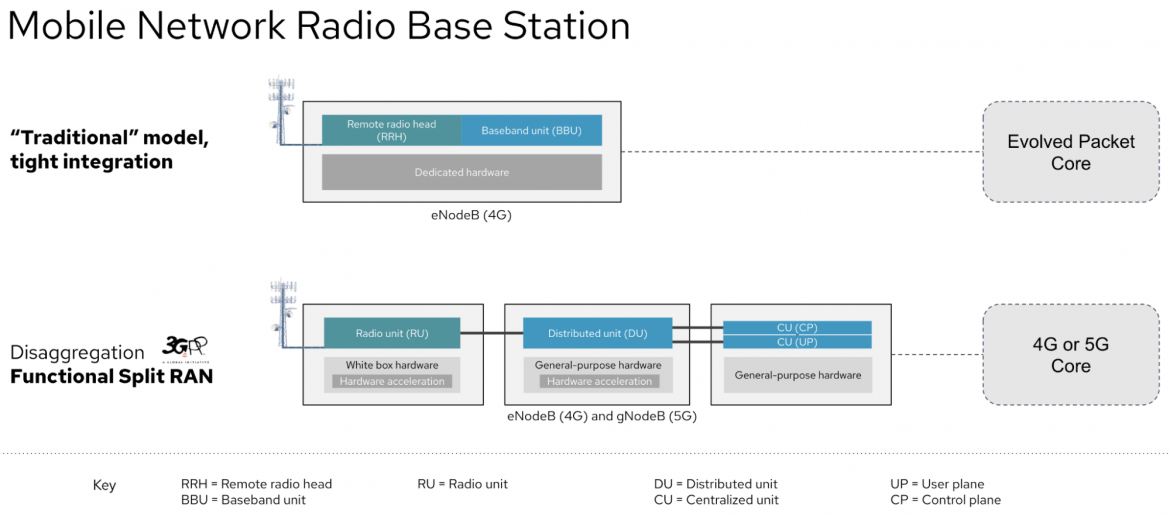 Mobile Network Radio Base Station
“Traditional” model,
tight integration
Remote radio head
(RRH)
Baseband unit (BBU)
Dedicated hardware
eNodeB (4G)
Evolved Packet
Core
Disaggregation
3GPP
A GLOBAL INITIATIVE
Functional Split RAN
Radio unit (RU)
White box hardware
Hardware acceleration
Distributed unit (DU)
General-purpose hardware
Hardware acceleration
CU (CP)
CU (UP)
General-purpose hardware
eNodeB (4G) and gNodeB (5G)
4G or 5G
Core
Key
RRH = Remote radio head
BBU = Baseband unit
RU = Radio unit
DU = Distributed unit
CU = Centralized unit
UP = User plane
CP = Control plane